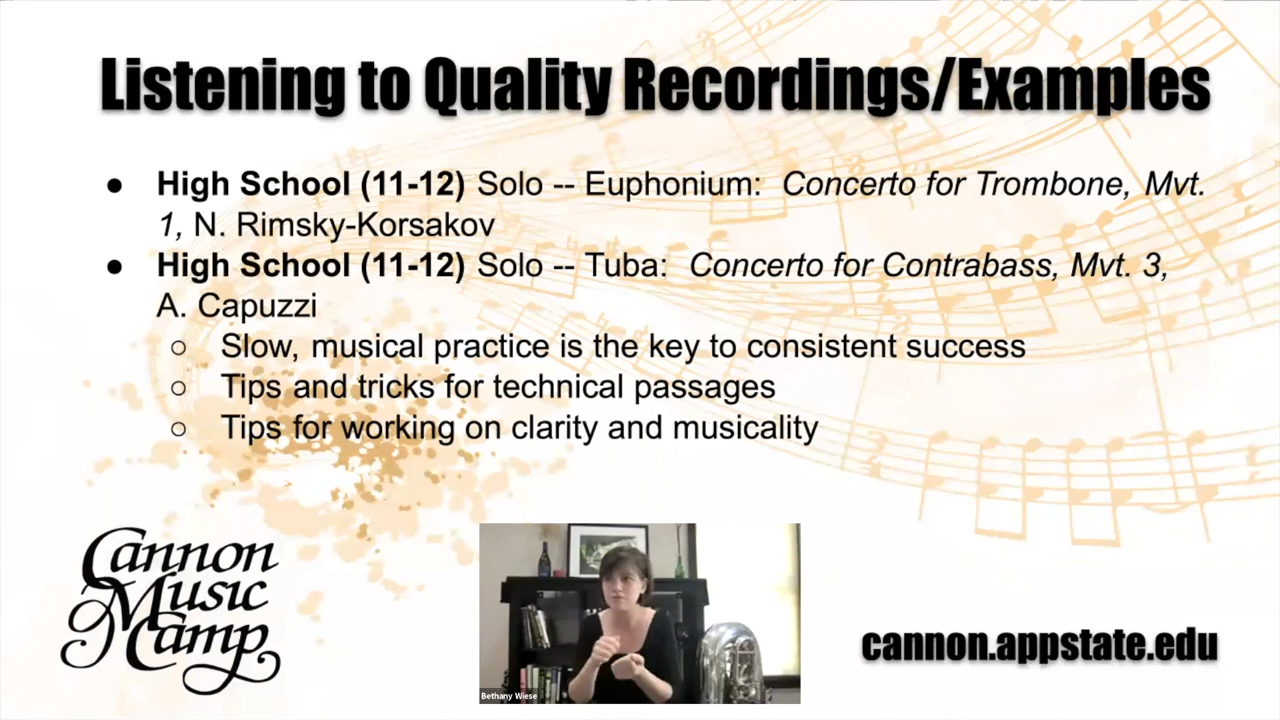 Listening to Quality Recordings/Examples
● High School (11-12) Solo -- Euphonium: Concerto for Trombone, Mvt.
1, N. Rimsky-Korsakov
● High School (11-12) Solo -- Tuba: Concerto for Contrabass, Mvt. 3,
A. Capuzzi
○ Slow, musical practice is the key to consistent success
○ Tips and tricks for technical passages
○ Tips for working on clarity and musicality
Cannon
Music
Camp
Bethany Wiese
cannon.appstate.edu